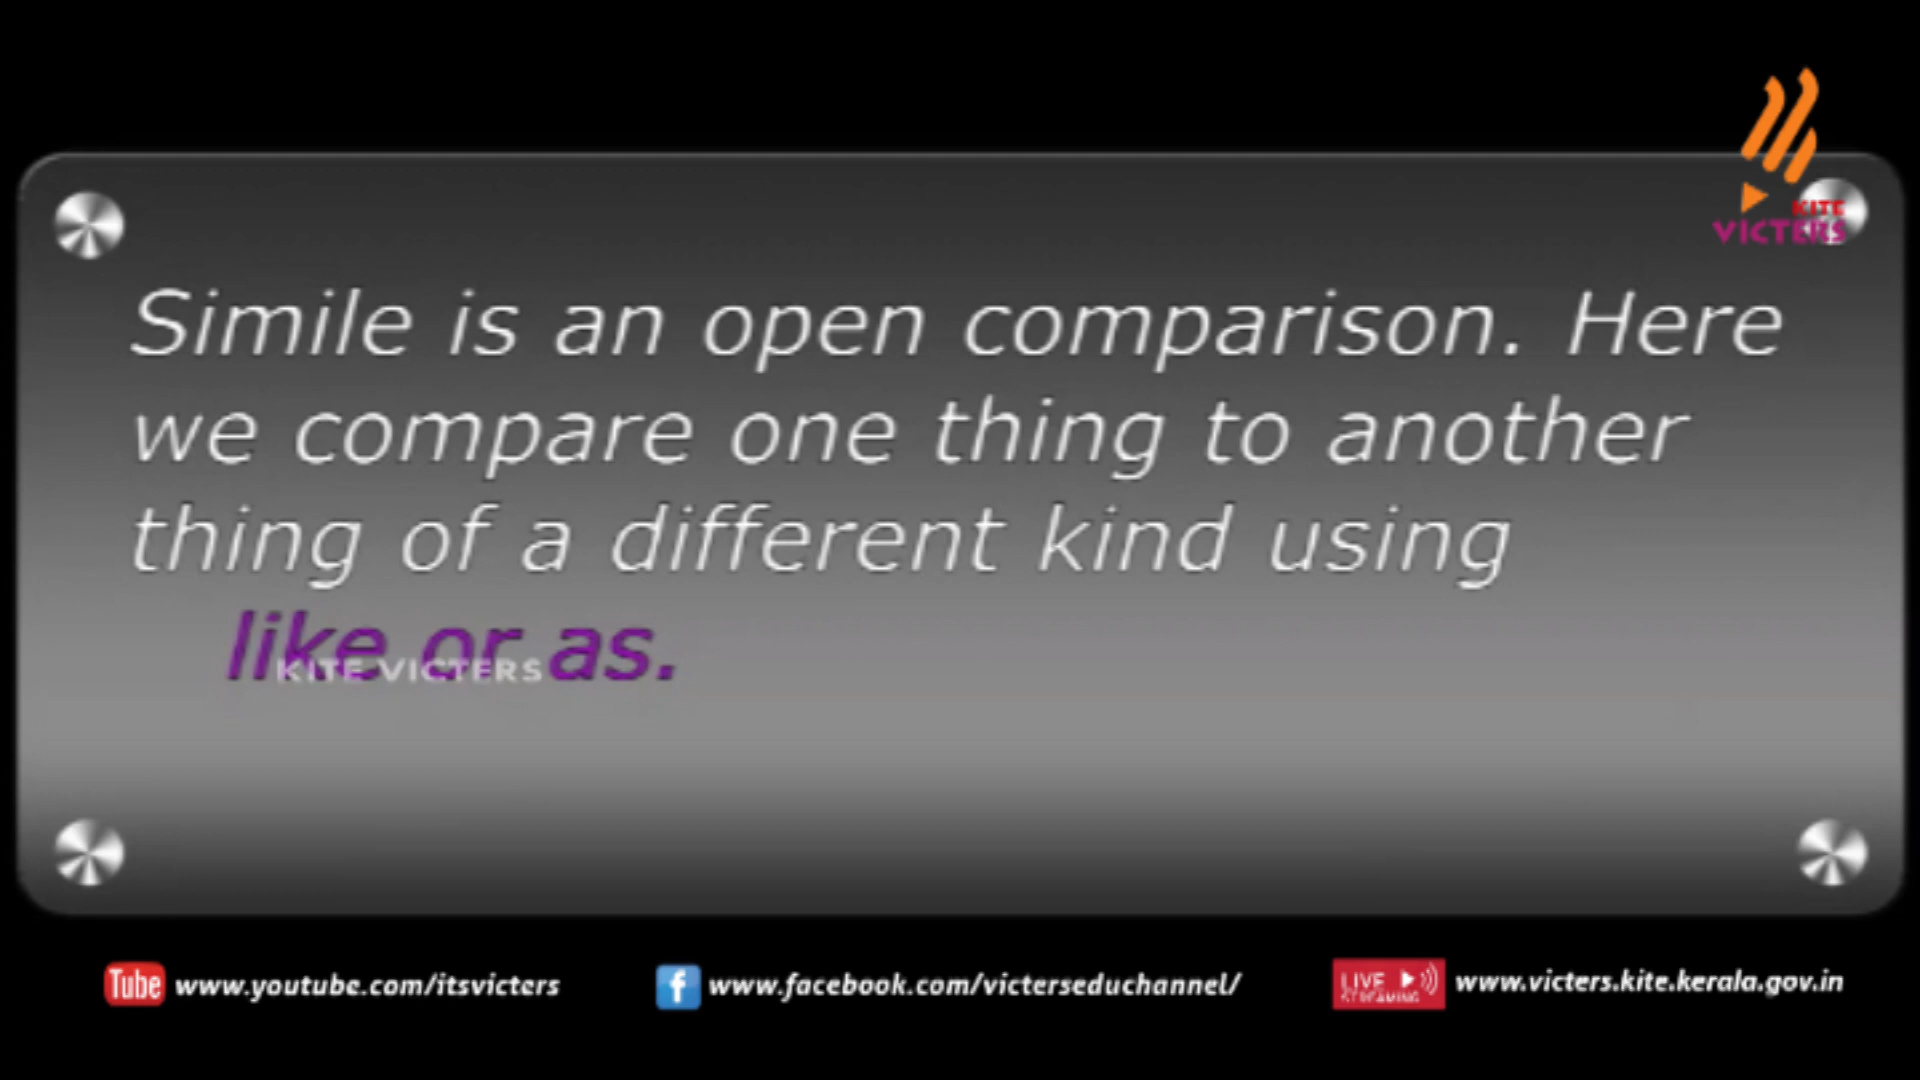 KITE
VICTERS
Simile is an open comparison. Here
we compare one thing to another
thing of a different kind using
like or as.
KITE VICTERS
Tube www.youtube.com/itsvicters
f www.facebook.com/victerseduchannel/
LIVE
STREAMING
www.victers.kite.kerala.gov.in